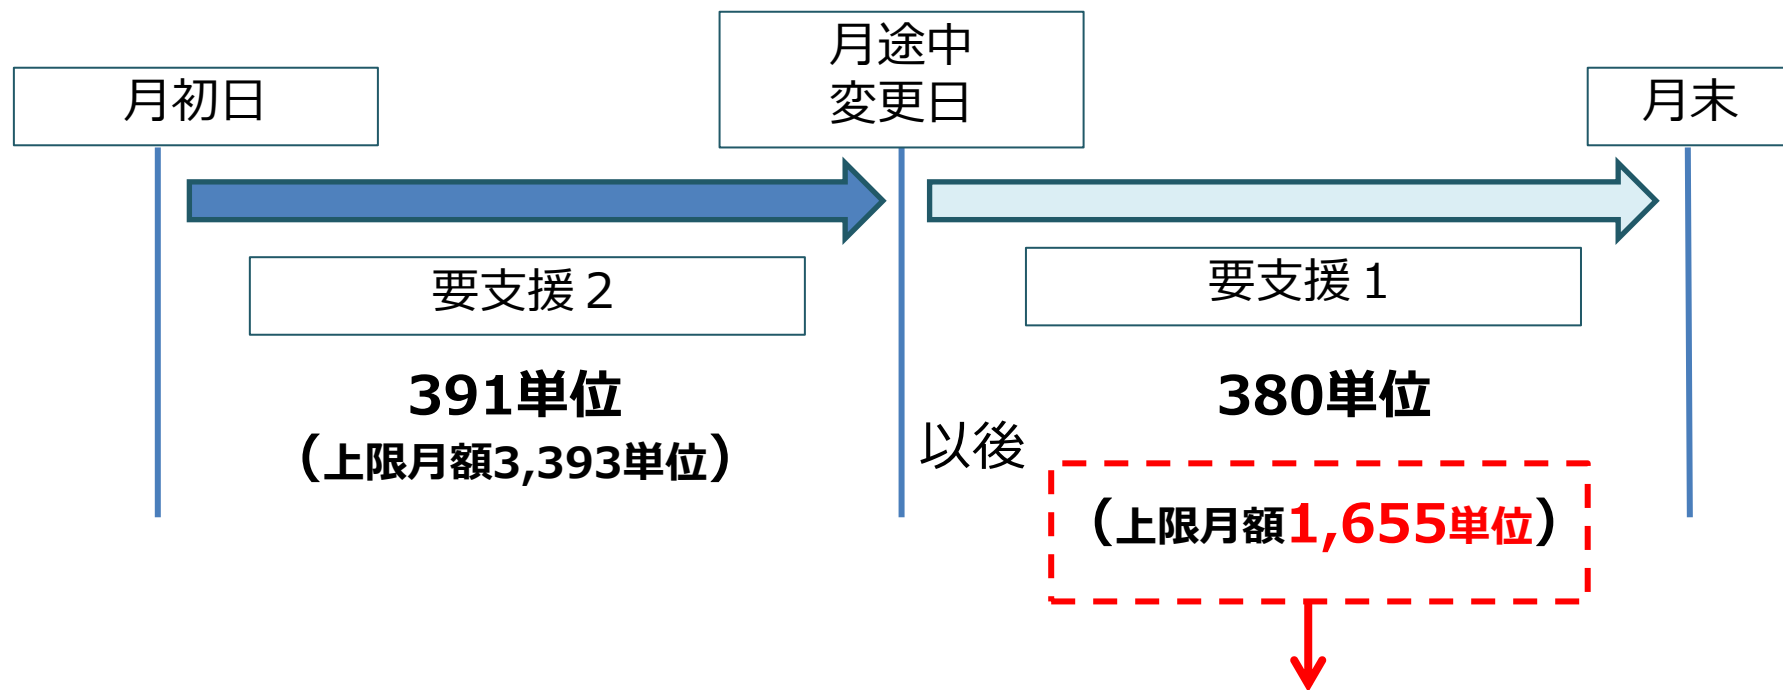 月初日
月途中
変更日
月末
要支援２
要支援１
391単位
（上限月額3,393単位）
以後
380単位
（上限月額1,655単位）